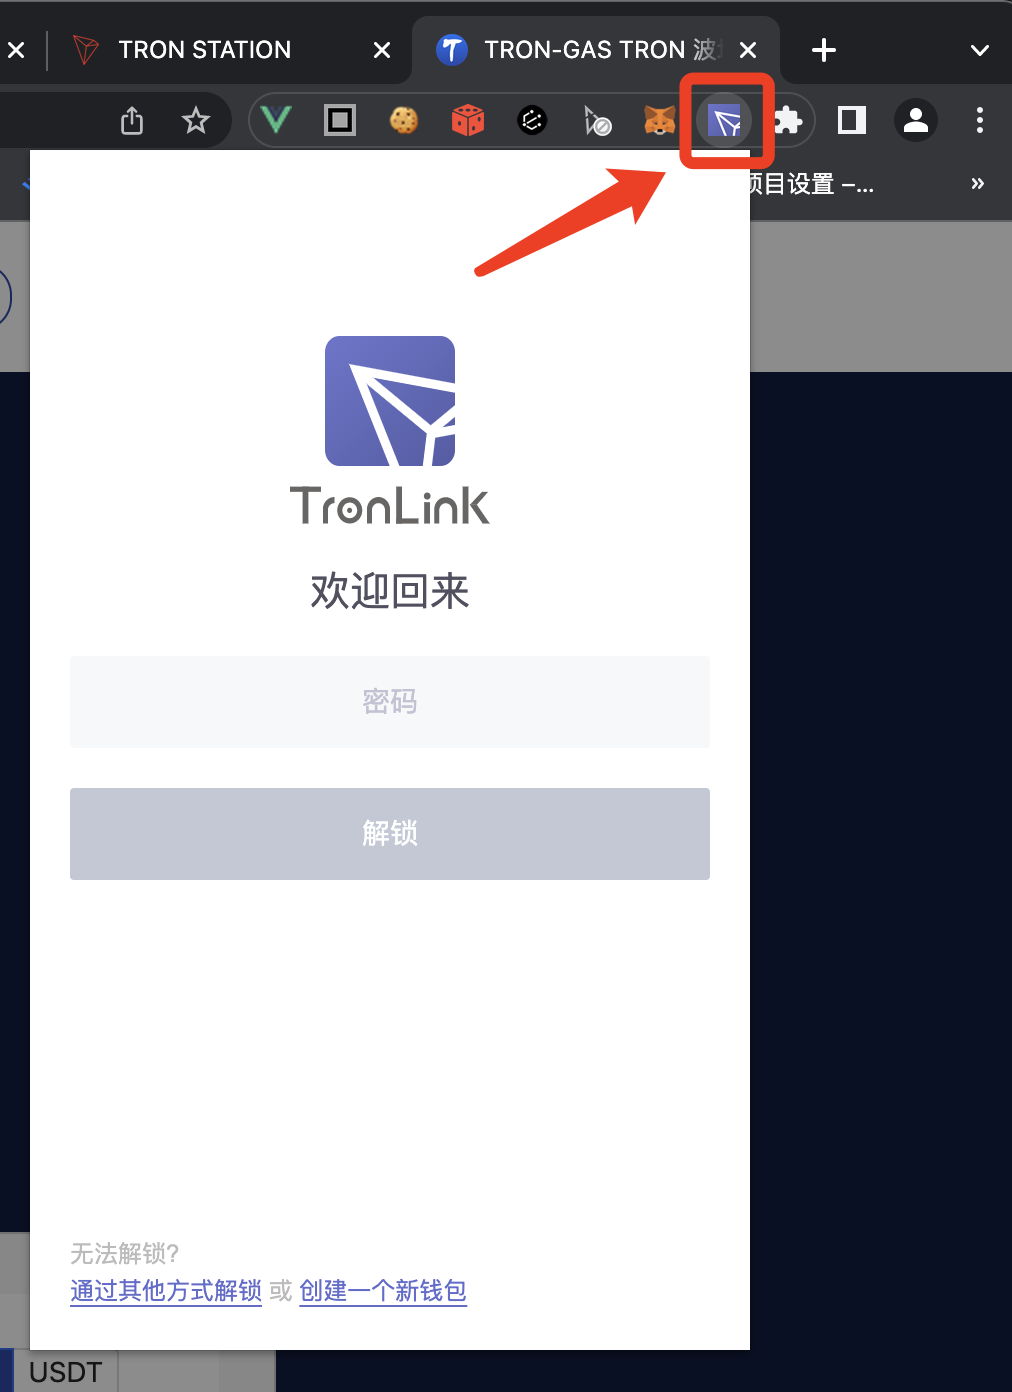 TRON STATION
TRON-GAS TRON 波
项目设置 –...
TronLink
欢迎回来
密码
解锁
无法解锁?
通过其他方式解锁 或 创建一个新钱包
USDT